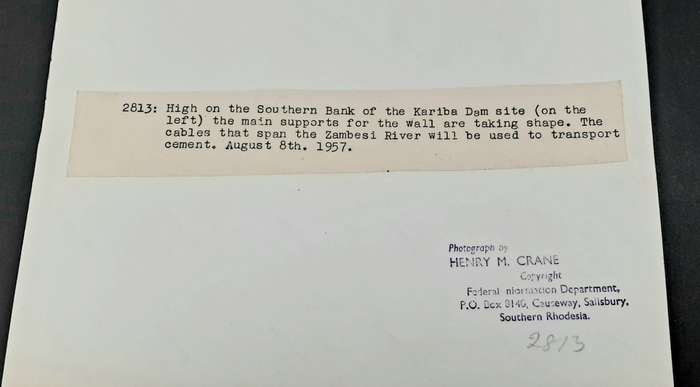 2813: High on the Southern Bank of the Kariba Dam site (on the
left) the main supports for the wall are taking shape. The
cables that span the Zambesi River will be used to transport
cement. August 8th. 1957.
Photograph by
HENRY M. CRANE
Copyright
Federal Information Department,
P.O. Box 8140, Causeway, Salisbury,
Southern Rhodesia.
2813